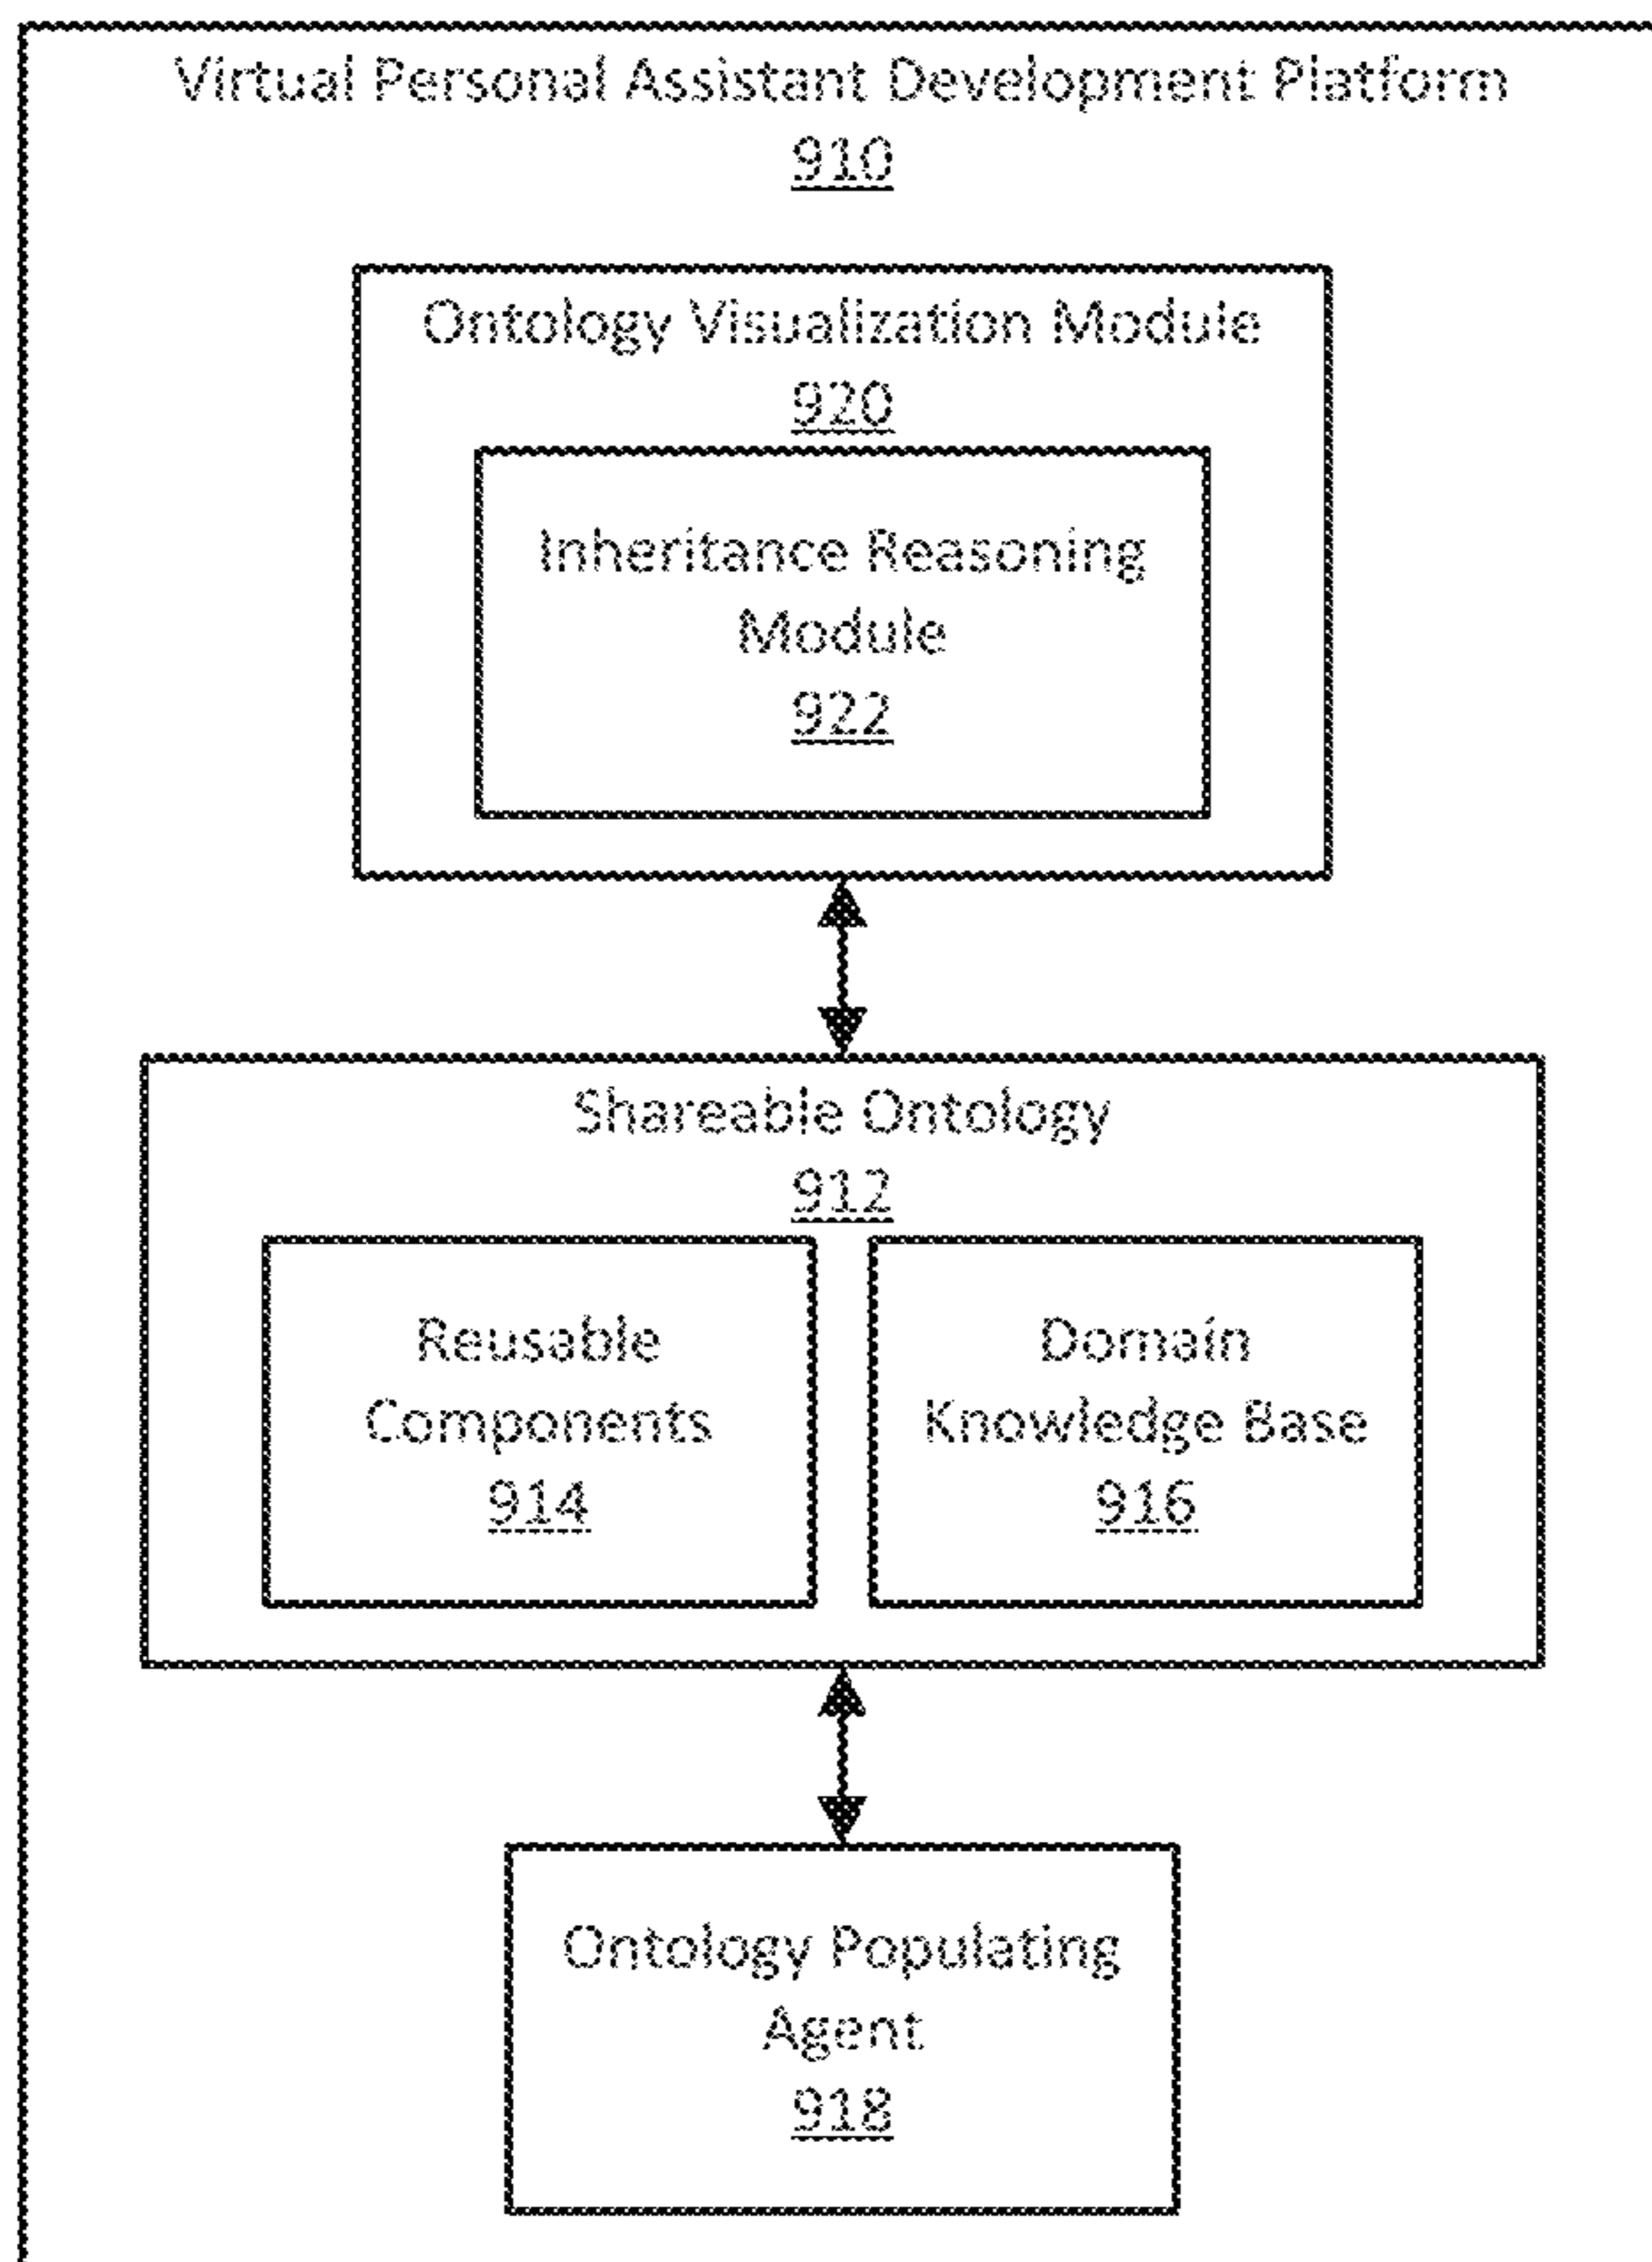 Virtual Personal Assistant Development Platform
910
Ontology Visualization Module
920
Inheritance Reasoning
Module
922
Shareable Ontology
912
Reusable
Components
914
Domain
Knowledge Base
916
Ontology Populating
Agent
918